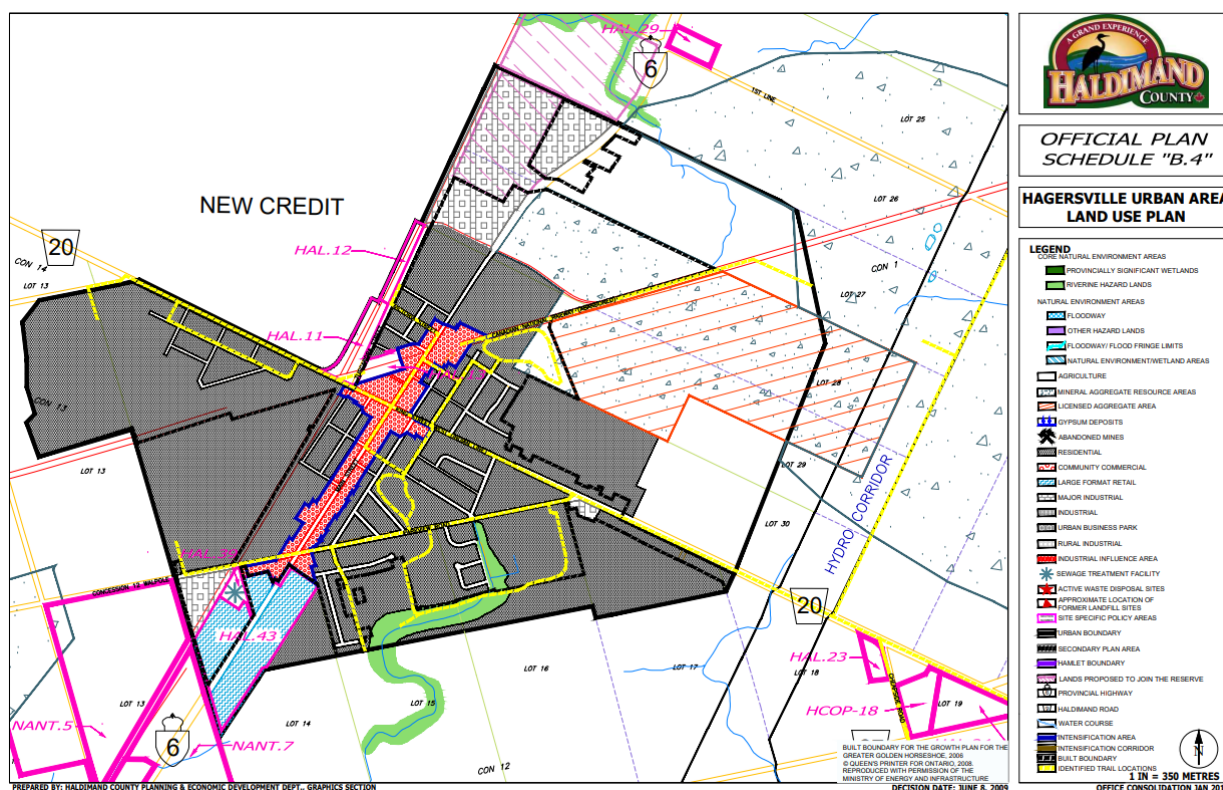 A GRAND EXPERIENCE
HALDIMAND
COUNTY
OFFICIAL PLAN
SCHEDULE "B.4"
HAGERSVILLE URBAN AREA
LAND USE PLAN
LEGEND
CORE NATURAL ENVIRONMENT AREAS
PROVINCIALLY SIGNIFICANT WETLANDS
RIVERINE HAZARD LANDS
NATURAL ENVIRONMENT AREAS
FLOODWAY
OTHER HAZARD LANDS
FLOODWAY/ FLOOD FRINGE LIMITS
NATURAL ENVIRONMENT/WETLAND AREAS
AGRICULTURE
MINERAL AGGREGATE RESOURCE AREAS
LICENSED AGGREGATE AREA
GYPSUM DEPOSITS
ABANDONED MINES
RESIDENTIAL
COMMUNITY COMMERCIAL
LARGE FORMAT RETAIL
MAJOR INDUSTRIAL
INDUSTRIAL
URBAN BUSINESS PARK
RURAL INDUSTRIAL
INDUSTRIAL INFLUENCE AREA
SEWAGE TREATMENT FACILITY
ACTIVE WASTE DISPOSAL SITES
APPROXIMATE LOCATION OF
FORMER LANDFILL SITES
SITE SPECIFIC POLICY AREAS
URBAN BOUNDARY
SECONDARY PLAN AREA
HAMLET BOUNDARY
LANDS PROPOSED TO JOIN THE RESERVE
PROVINCIAL HIGHWAY
HALDIMAND ROAD
WATER COURSE
INTENSIFICATION AREA
INTENSIFICATION CORRIDOR
BUILT BOUNDARY
IDENTIFIED TRAIL LOCATIONS
N
1 IN = 350 METRES
OFFICE CONSOLIDATION JAN 201
HAL.29
6
1ST LINE
LOT 25
LOT 26
NEW CREDIT
HAL.12
20
CON 14
LOT 13
CON 1
LOT 27
HAL.11
CANADIAN NATIONAL RAILWAY
LOT 28
CON 13
LOT 13
LOT 29
HYDRO CORRIDOR
LOT 30
HAL.39
CONCESSION 13 WALPOLE
20
HAL.43
HAL.23
LOT 16
LOT 17
LOT 18
CHEAPSIDE ROAD
LOT 19
HCOP-18
LOT 13
LOT 14
LOT 15
NANT.5
6
NANT.7
CON 12
BUILT BOUNDARY FOR THE GROWTH PLAN FOR THE
GREATER GOLDEN HORSESHOE, 2006
© QUEEN'S PRINTER FOR ONTARIO, 2008.
REPRODUCED WITH PERMISSION OF THE
MINISTRY OF ENERGY AND INFRASTRUCTURE
PREPARED BY: HALDIMAND COUNTY PLANNING & ECONOMIC DEVELOPMENT DEPT., GRAPHICS SECTION
DECISION DATE: JUNE 8, 2009